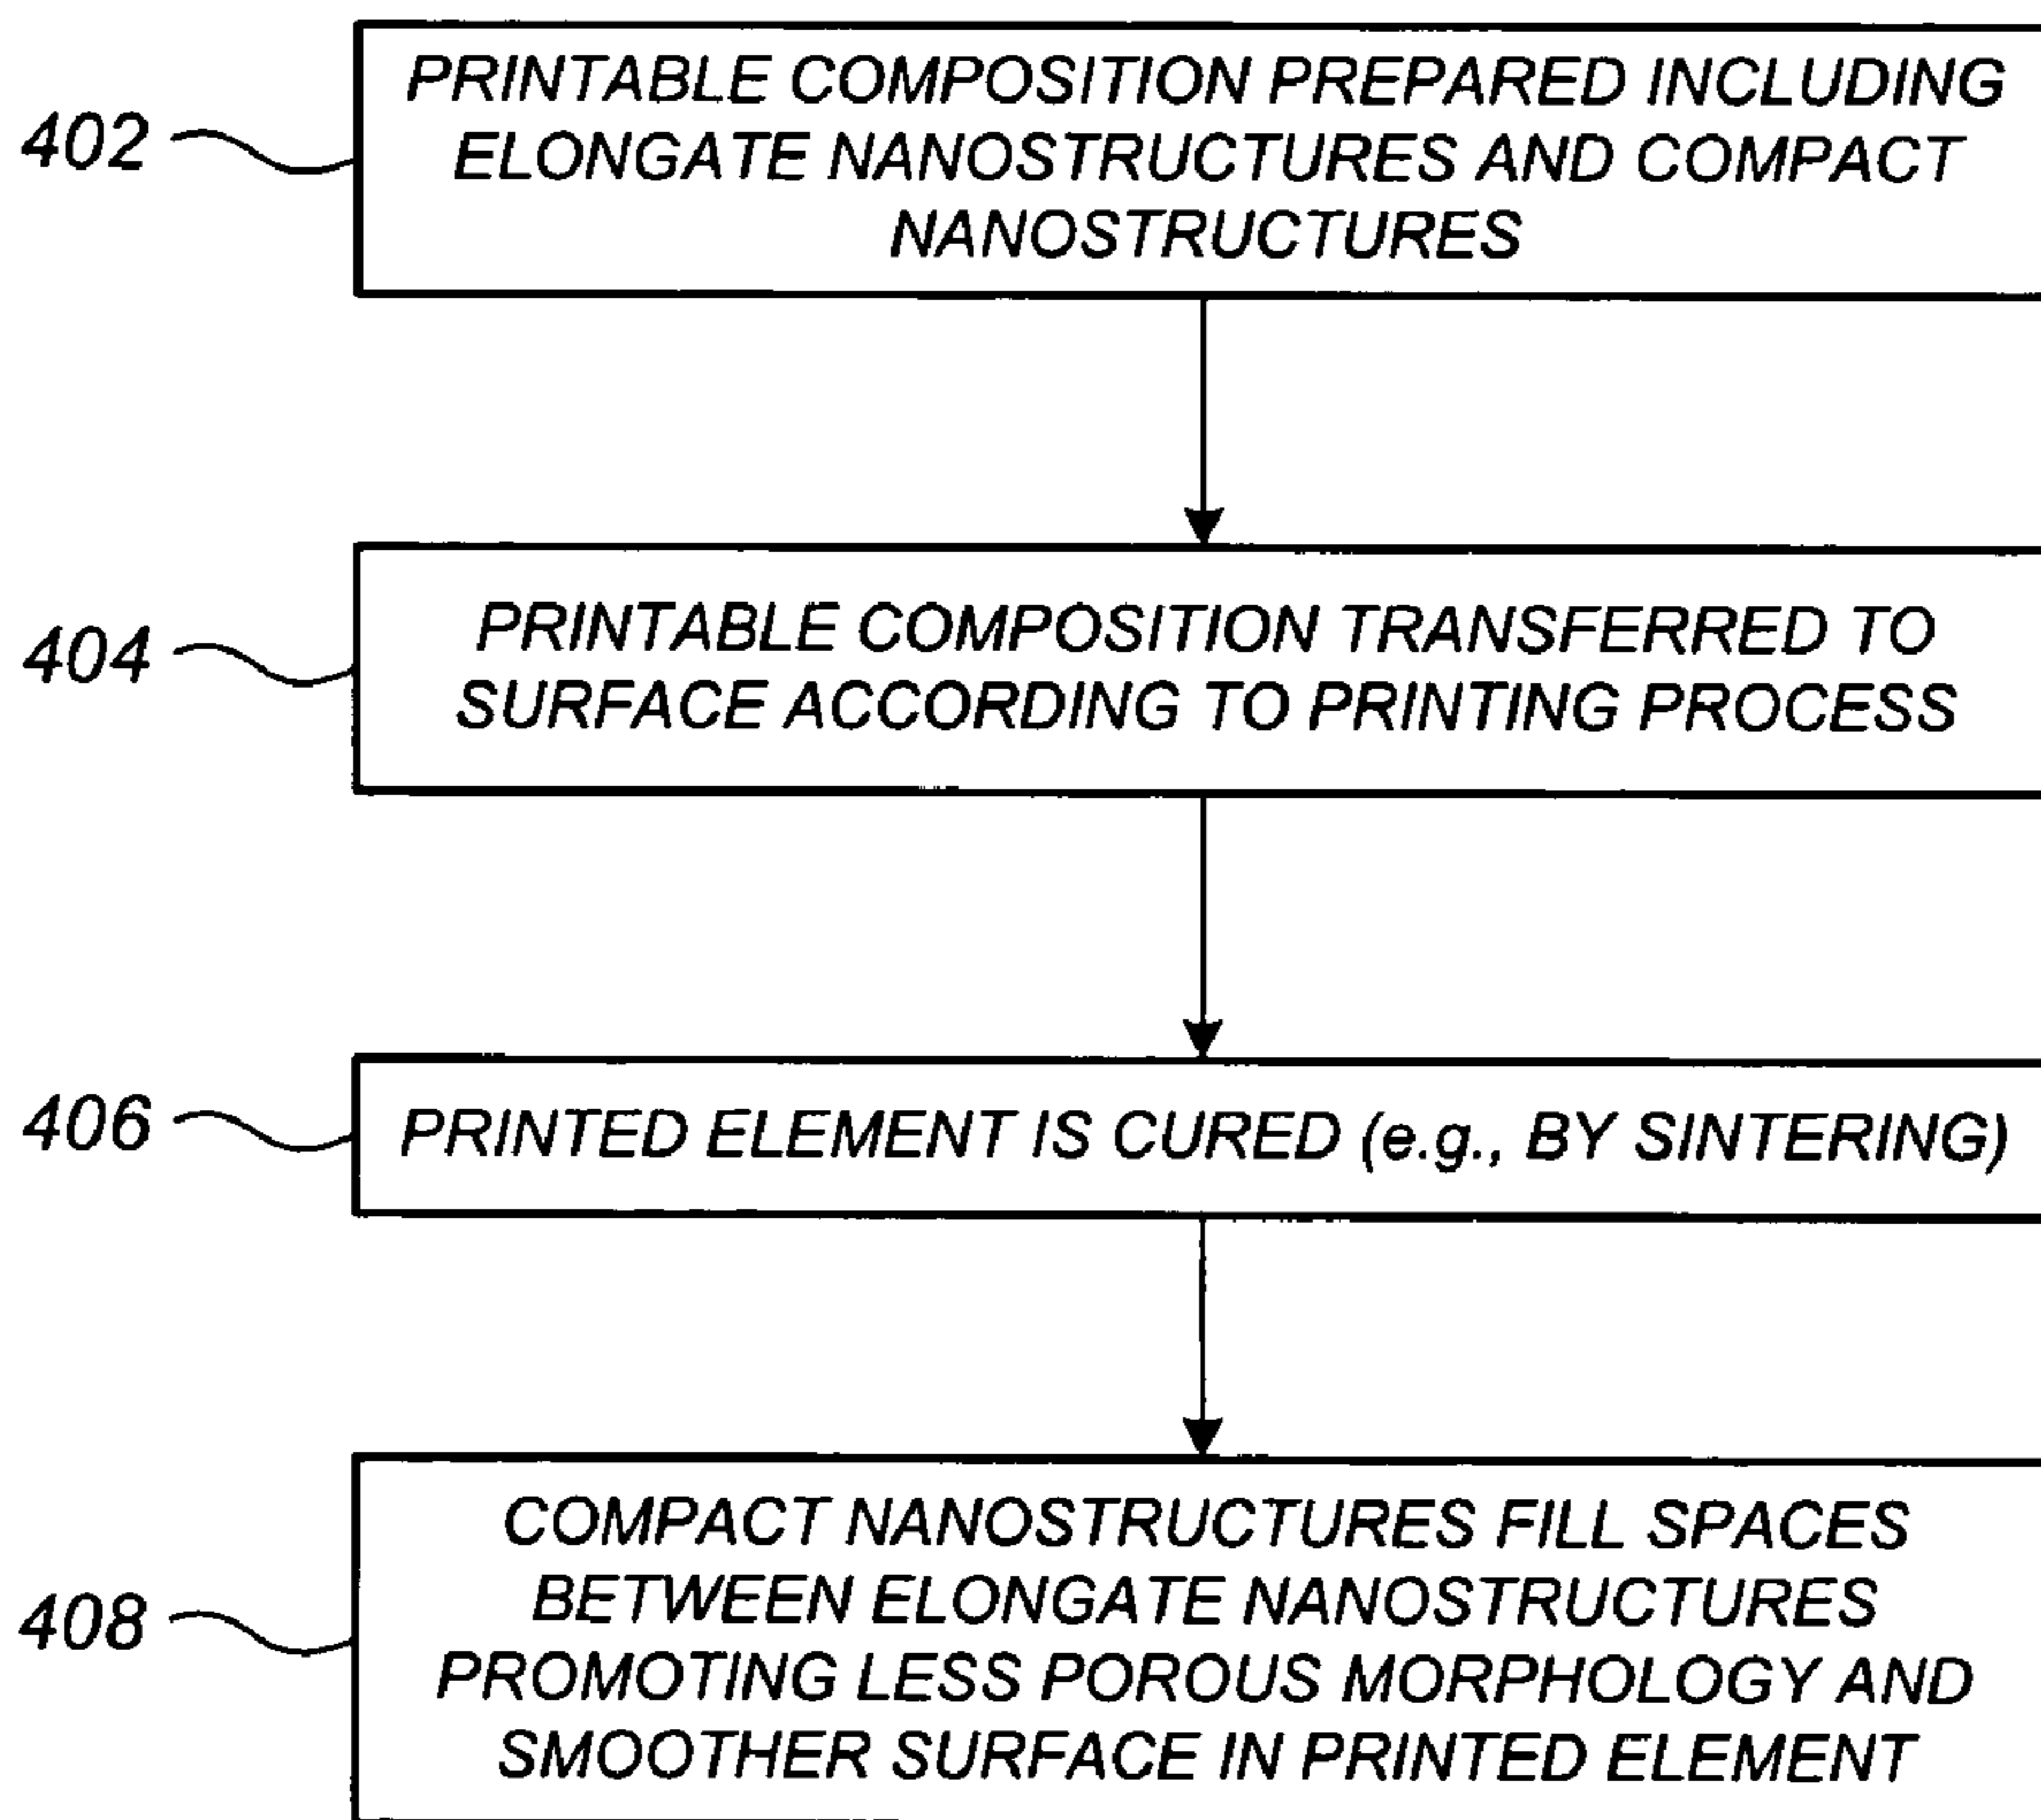 402
PRINTABLE COMPOSITION PREPARED INCLUDING
ELONGATE NANOSTRUCTURES AND COMPACT
NANOSTRUCTURES
404
PRINTABLE COMPOSITION TRANSFERRED TO
SURFACE ACCORDING TO PRINTING PROCESS
406
PRINTED ELEMENT IS CURED (e.g., BY SINTERING)
408
COMPACT NANOSTRUCTURES FILL SPACES
BETWEEN ELONGATE NANOSTRUCTURES
PROMOTING LESS POROUS MORPHOLOGY AND
SMOOTHER SURFACE IN PRINTED ELEMENT